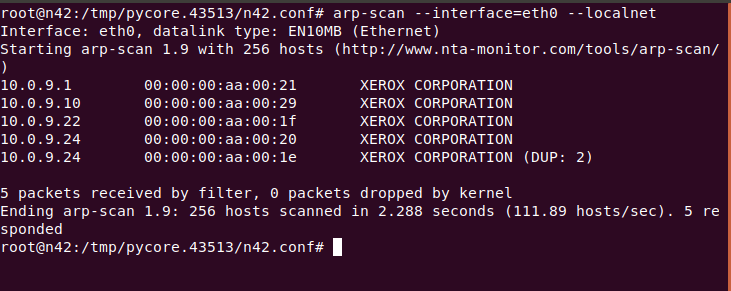 root@n42:/tmp/pycore.43513/n42.conf# arp-scan --interface=eth0 --localnet
Interface: eth0, datalink type: EN10MB (Ethernet)
Starting arp-scan 1.9 with 256 hosts (http://www.nta-monitor.com/tools/arp-scan/
)
10.0.9.1 00:00:00:aa:00:21 XEROX CORPORATION
10.0.9.10 00:00:00:aa:00:29 XEROX CORPORATION
10.0.9.22 00:00:00:aa:00:1f XEROX CORPORATION
10.0.9.24 00:00:00:aa:00:20 XEROX CORPORATION
10.0.9.24 00:00:00:aa:00:1e XEROX CORPORATION (DUP: 2)
5 packets received by filter, 0 packets dropped by kernel
Ending arp-scan 1.9: 256 hosts scanned in 2.288 seconds (111.89 hosts/sec). 5 re
sponded
root@n42:/tmp/pycore.43513/n42.conf#